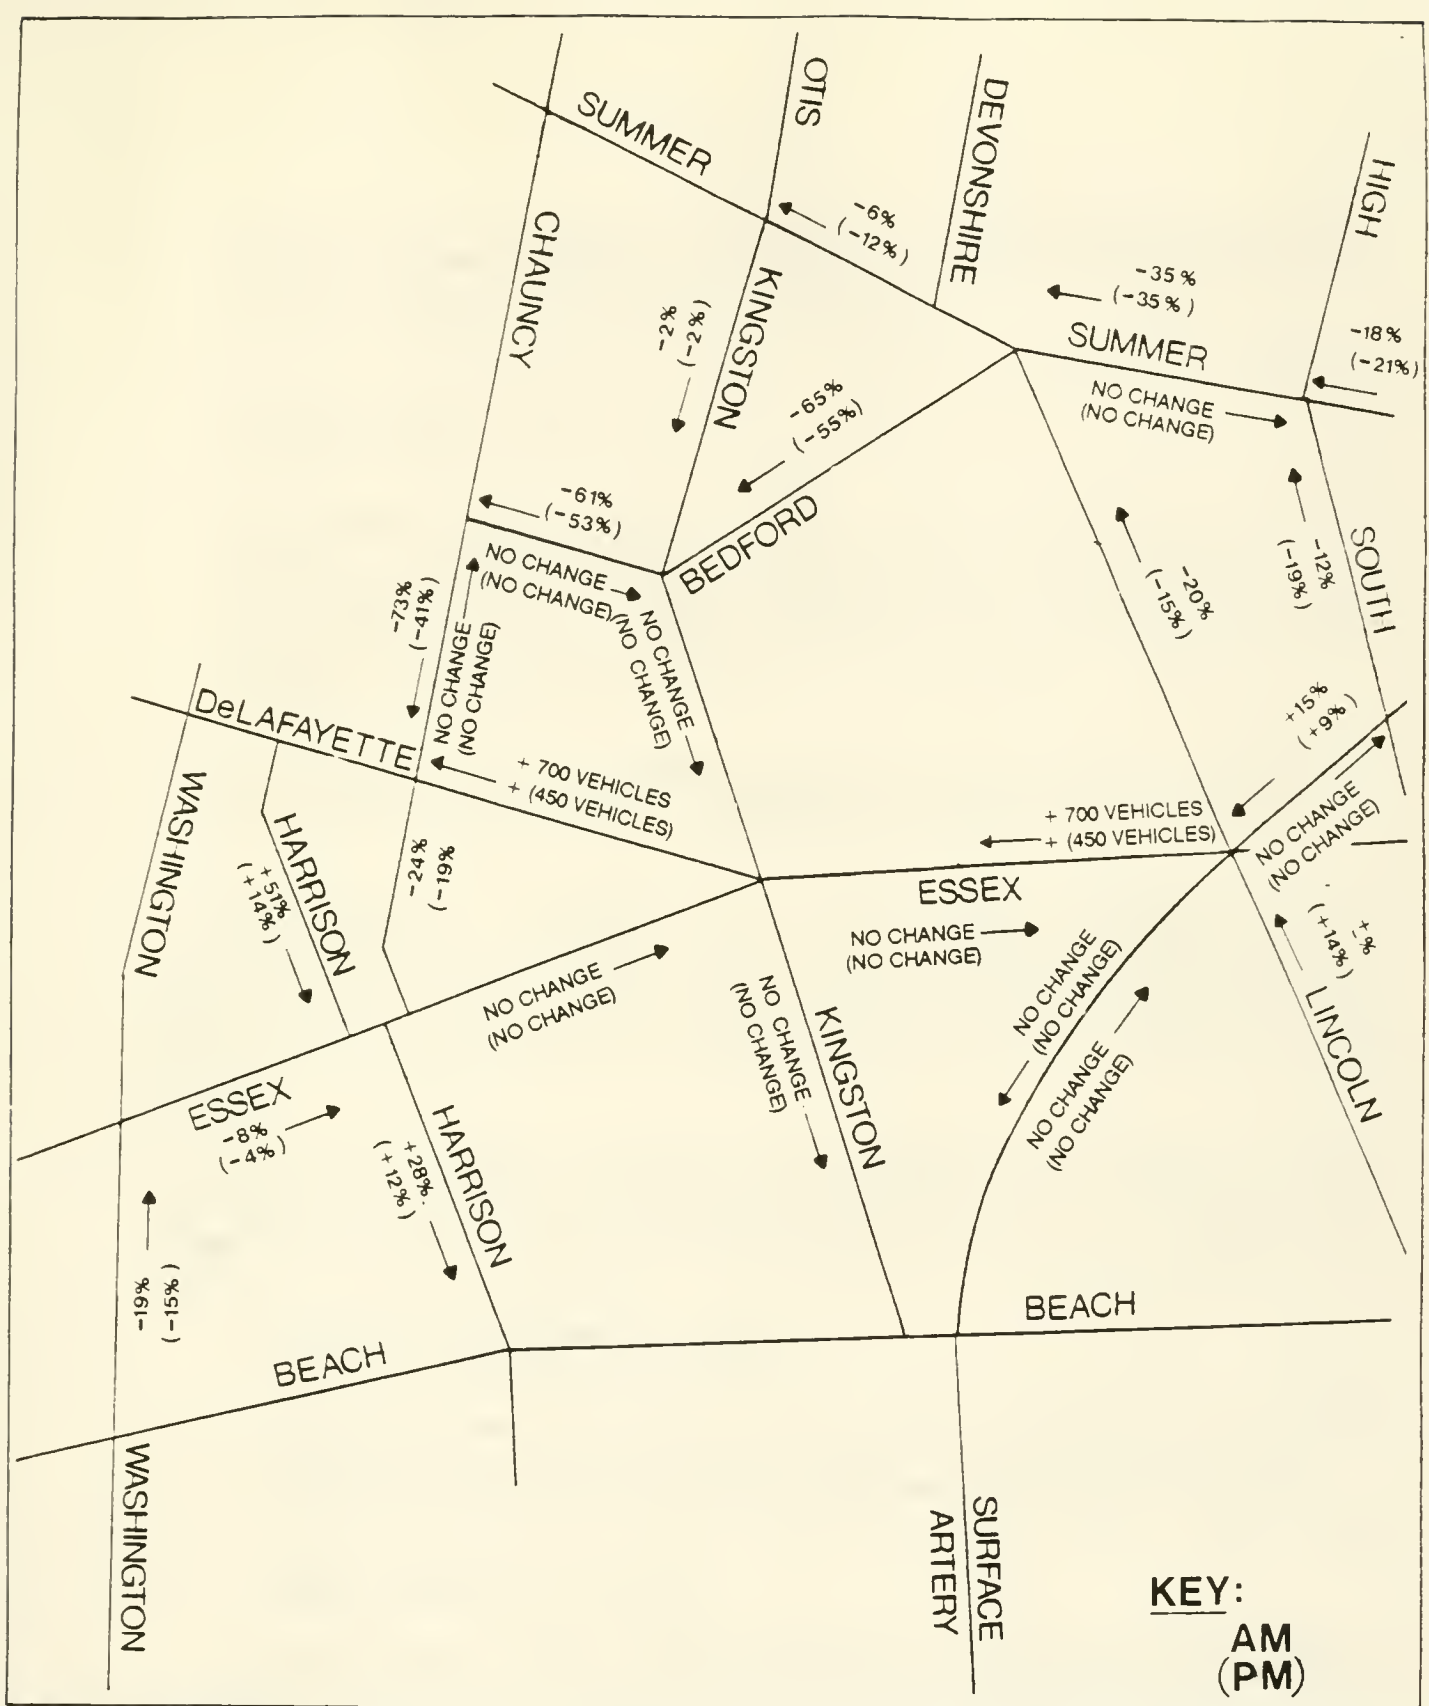 OTIS
DEVONSHIRE
HIGH
SUMMER
CHAUNCY
KINGSTON
-6%
(-12%)
-35%
(-35%)
SUMMER
-18%
(-21%)
NO CHANGE
(NO CHANGE)
-2%
(-2%)
-65%
(-55%)
-61%
(-53%)
BEDFORD
NO CHANGE
(NO CHANGE)
NO CHANGE
(NO CHANGE)
-12%
(-19%)
SOUTH
-20%
(-15%)
-73%
(-41%)
NO CHANGE
(NO CHANGE)
DeLAFAYETTE
+ 700 VEHICLES
+ (450 VEHICLES)
+15%
(+9%)
+ 700 VEHICLES
+ (450 VEHICLES)
NO CHANGE
(NO CHANGE)
WASHINGTON
HARRISON
+51%
(+14%)
-24%
(-19%
ESSEX
NO CHANGE
(NO CHANGE)
NO CHANGE
(NO CHANGE)
NO CHANGE
(NO CHANGE)
NO CHANGE
(NO CHANGE)
(+14%)
LINCOLN
KINGSTON
NO CHANGE
(NO CHANGE)
ESSEX
-8%
(-4%)
HARRISON
+28%
(+12%)
-19%
(-15%)
BEACH
BEACH
WASHINGTON
SURFACE
ARTERY
KEY:
AM
(PM)